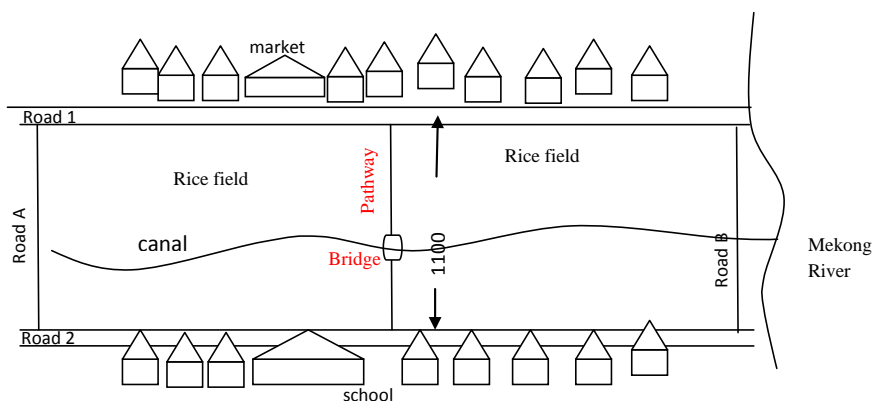 market
Road 1
Rice field
Rice field
Pathway
Road A
canal
Bridge
1100
Road B
Mekong
River
Road 2
school